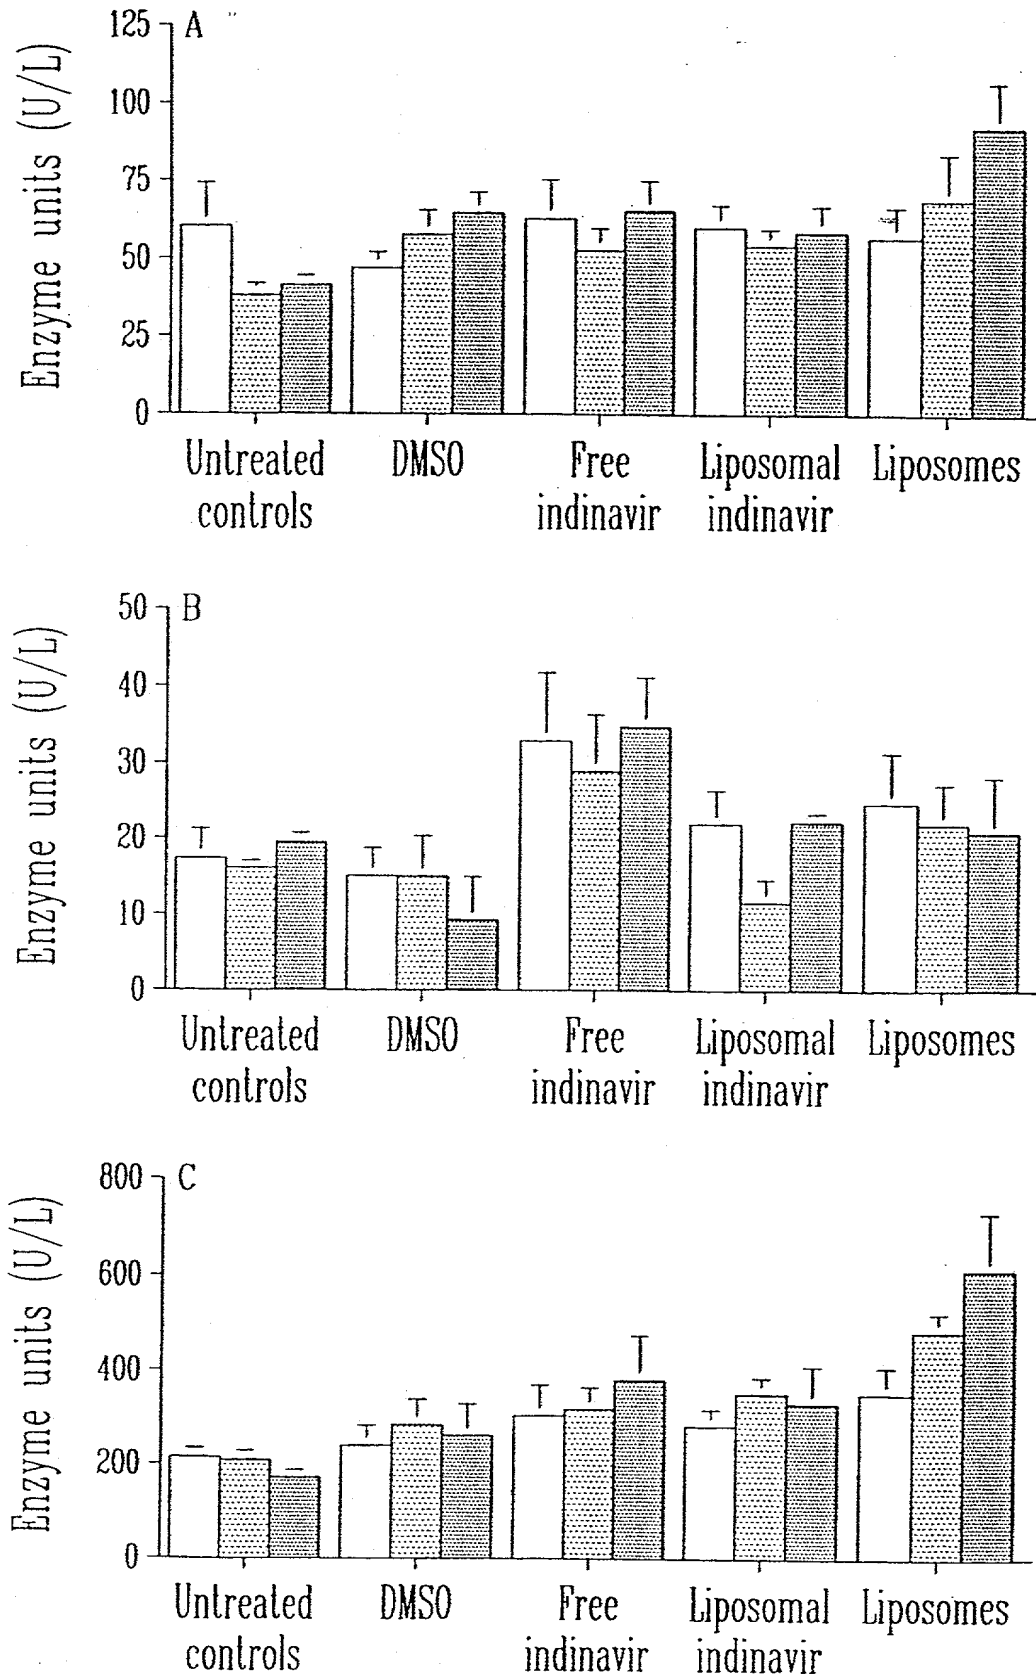 A
Enzyme units (U/L)
125
100
75
50
25
0
Untreated controls
DMSO
Free indinavir
Liposomal indinavir
Liposomes
B
Enzyme units (U/L)
50
40
30
20
10
0
Untreated controls
DMSO
Free indinavir
Liposomal indinavir
Liposomes
C
Enzyme units (U/L)
800
600
400
200
0
Untreated controls
DMSO
Free indinavir
Liposomal indinavir
Liposomes